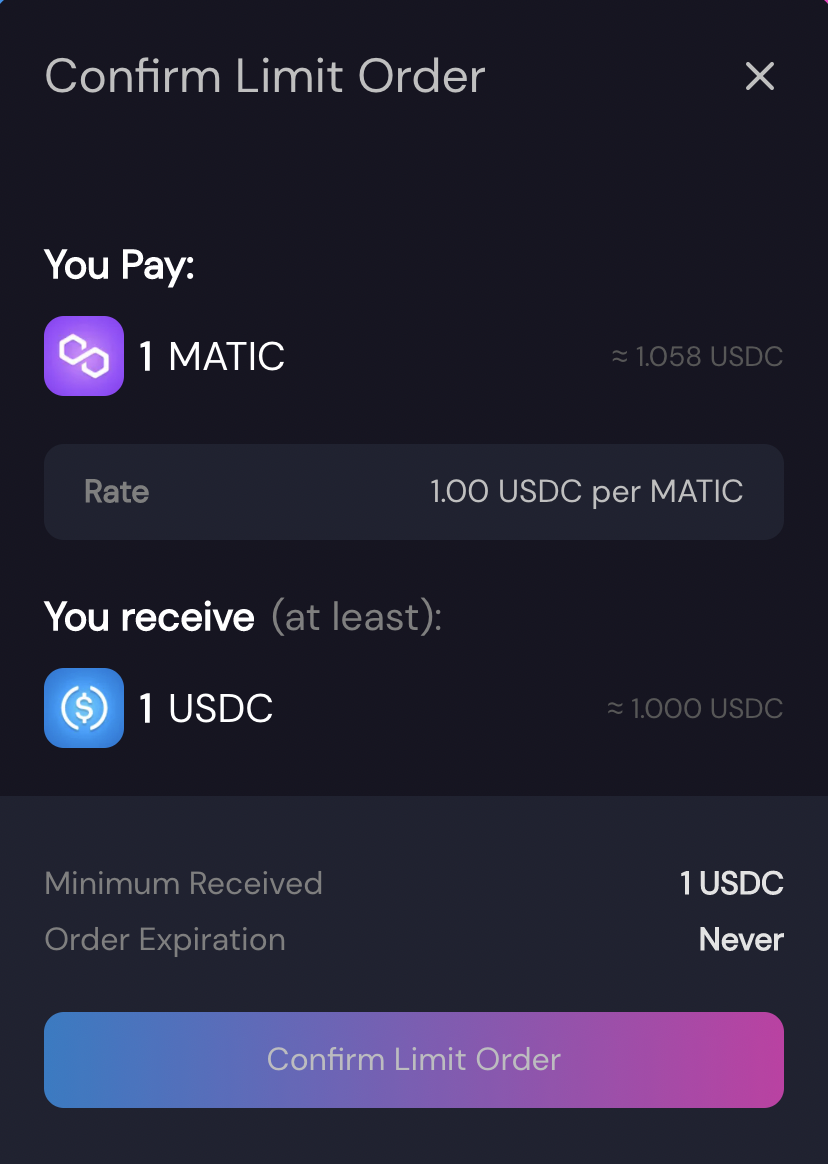 Confirm Limit Order
You Pay:
1 MATIC ≈ 1.058 USDC
Rate 1.00 USDC per MATIC
You receive (at least):
1 USDC ≈ 1.000 USDC
Minimum Received 1 USDC
Order Expiration Never
Confirm Limit Order